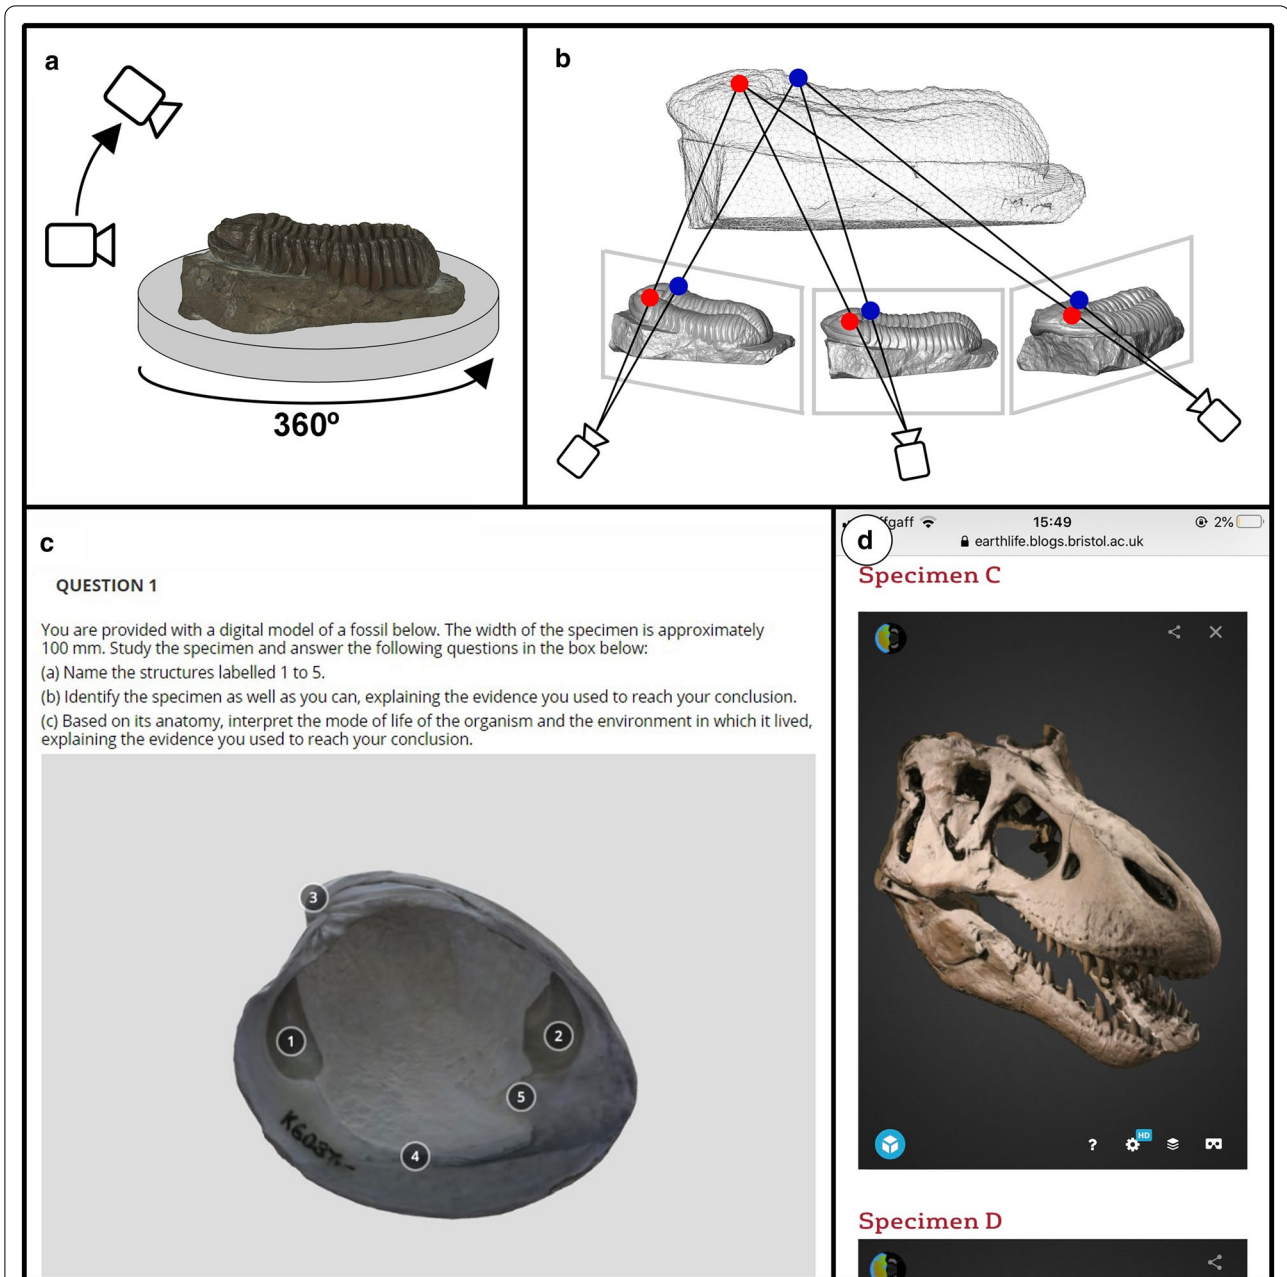 a
360º
b
c
QUESTION 1
You are provided with a digital model of a fossil below. The width of the specimen is approximately
100 mm. Study the specimen and answer the following questions in the box below:
(a) Name the structures labelled 1 to 5.
(b) Identify the specimen as well as you can, explaining the evidence you used to reach your conclusion.
(c) Based on its anatomy, interpret the mode of life of the organism and the environment in which it lived,
explaining the evidence you used to reach your conclusion.
3
1
2
5
4
d
ffgaff
15:49
2%
earthlife.blogs.bristol.ac.uk
Specimen C
?
HD
Specimen D